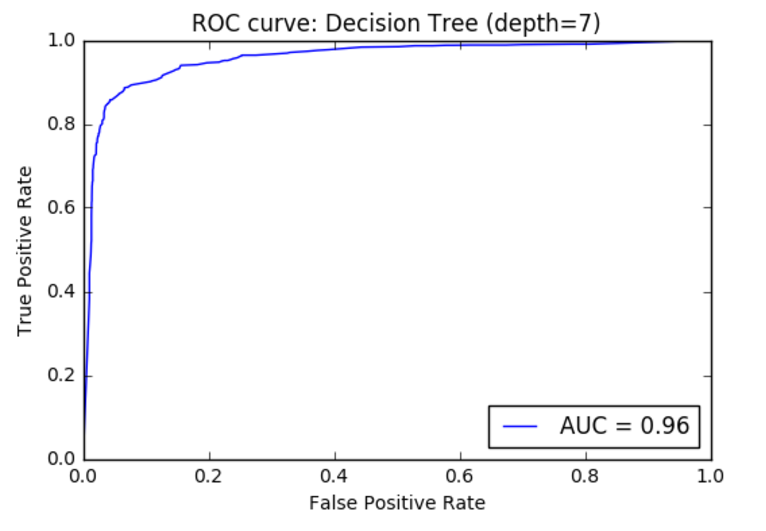 ROC curve: Decision Tree (depth=7)
1.0
0.8
0.6
0.4
0.2
0.0
True Positive Rate
AUC = 0.96
0.0 0.2 0.4 0.6 0.8 1.0
False Positive Rate